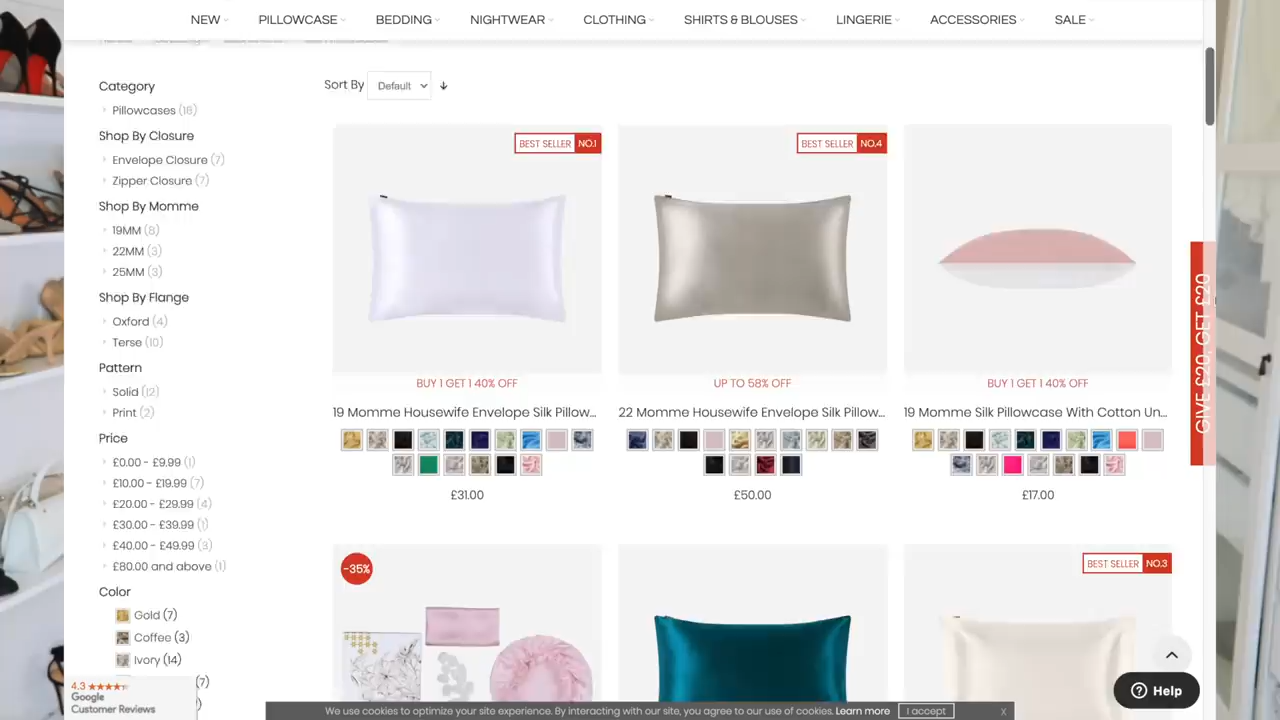 NEW PILLOWCASE BEDDING NIGHTWEAR CLOTHING SHIRTS & BLOUSES LINGERIE ACCESSORIES SALE
Category
Pillowcases (16)
Shop By Closure
Envelope Closure (7)
Zipper Closure (7)
Shop By Momme
19MM (8)
22MM (3)
25MM (3)
Shop By Flange
Oxford (4)
Terse (10)
Pattern
Solid (12)
Print (2)
Price
£0.00 - £9.99 (1)
£10.00 - £19.99 (7)
£20.00 - £29.99 (4)
£30.00 - £39.99 (1)
£40.00 - £49.99 (3)
£80.00 and above (1)
Color
Gold (7)
Coffee (3)
Ivory (14)
(7)
4.3
Google
Customer Reviews
Sort By Default
BEST SELLER NO.1
BUY 1 GET 1 40% OFF
19 Momme Housewife Envelope Silk Pillow...
£31.00
BEST SELLER NO.4
UP TO 58% OFF
22 Momme Housewife Envelope Silk Pillow...
£50.00
BUY 1 GET 1 40% OFF
19 Momme Silk Pillowcase With Cotton Un...
£17.00
-35%
BEST SELLER NO.3
GIVE £20, GET £20
Help
We use cookies to optimize your site experience. By interacting with our site, you agree to our use of cookies. Learn more I accept X